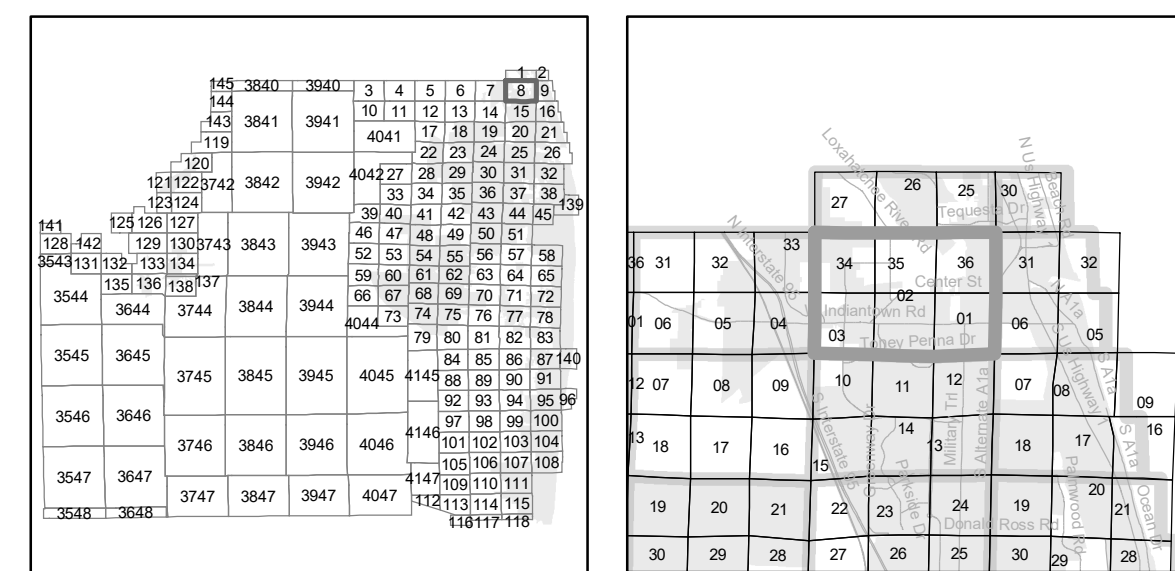 1 2
145 3840 3940 3 4 5 6 7 8 9
144
3841 3941 10 11 12 13 14 15 16
143
4041 17 18 19 20 21
119
22 23 24 25 26
120
121 122 3742 3842 3942 4042 27 28 29 30 31 32
33 34 35 36 37 38
123 124 139
39 40 41 42 43 44 45
141 125 126 127
46 47 48 49 50 51
128 142 129 130 3743 3843 3943
52 53 54 55 56 57 58
3543 131 132 133 134
59 60 61 62 63 64 65
135 136 138 137
3544 66 67 68 69 70 71 72
3644 3744 3844 3944
4044 73 74 75 76 77 78
79 80 81 82 83
3545 3645 84 85 86 87 140
3745 3845 3945 4045 4145 88 89 90 91
92 93 94 95 96
3546 3646 97 98 99 100
3746 3846 3946 4046 4146 101 102 103 104
105 106 107 108
3547 3647 4147 109 110 111
3747 3847 3947 4047 112 113 114 115
3548 3648 116 117 118
Loxahatchee River Rd
N Us Highway 1
Beach Rd
26 25 30
27
Tequesta Dr
N Interstate 95
33
36 31 32 34 35 36 31 32
Center St
02
N A1a
Indiantown Rd
01 06 05 04 03 01 06 05
Toney Penna Dr
S Us Highway 1
S A1a
12 07 08 09 10 11 12 07 08 09
S Interstate 95
Military Trl
S Alternate A1a
13 18 17 16 15 14 13 18 17 16
S A1a
Parkside Dr
Palmwood Rd
Ocean Dr
19 20 21 22 23 24 19 20 21
Donald Ross Rd
30 29 28 27 26 25 30 29 28